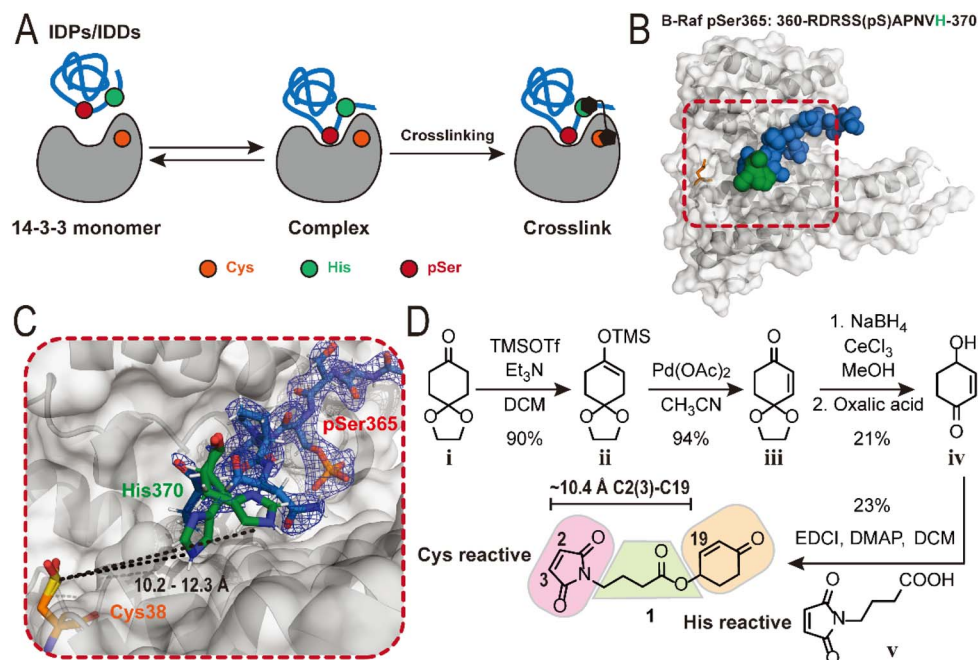 A
IDPs/IDDs
Crosslinking
14-3-3 monomer
Complex
Crosslink
Cys
His
pSer
B
B-Raf pSer365: 360-RDRSS(pS)APNVH-370
C
pSer365
His370
10.2 - 12.3 Å
Cys38
D
O
O
O
i
TMSOTf
Et₃N
DCM
90%
OTMS
O
O
ii
Pd(OAc)2
CH₃CN
94%
O
O
O
iii
1. NaBH₄
CeCl₃
MeOH
2. Oxalic acid
21%
OH
O
iv
~10.4 Å C2(3)-C19
23%
EDCI, DMAP, DCM
Cys reactive
2
3
O
N
O
O
O
19
O
1
His reactive
O
N
O
COOH
v